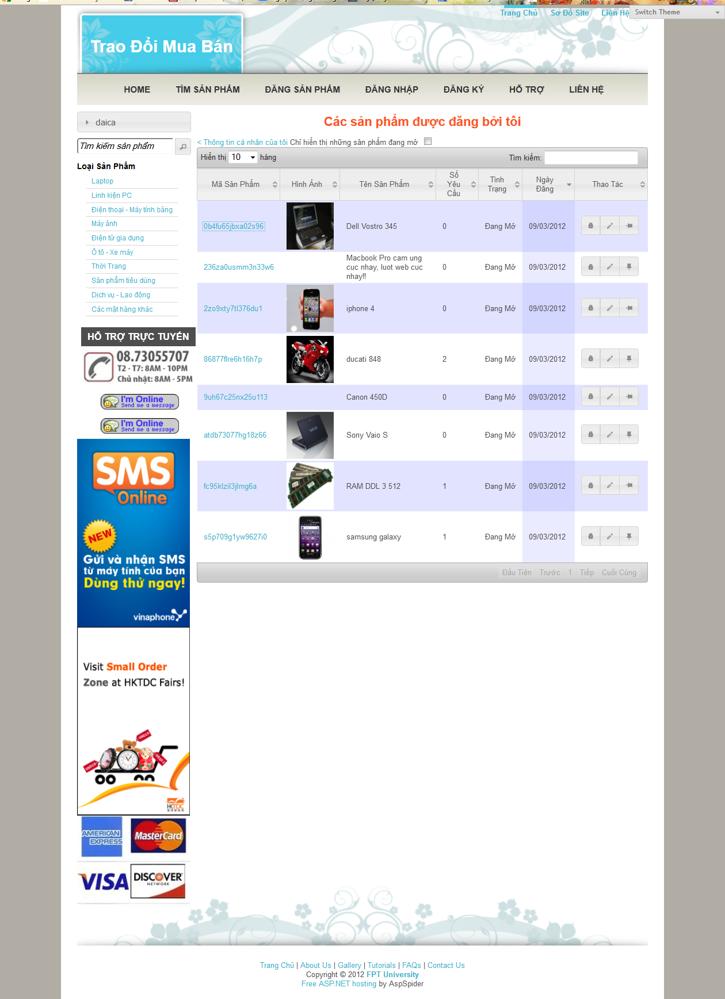 Trang Chủ Sơ Đồ Site Liên Hệ Switch Theme
Trao Đổi Mua Bán
HOME TÌM SẢN PHẨM ĐĂNG SẢN PHẨM ĐĂNG NHẬP ĐĂNG KÝ HỖ TRỢ LIÊN HỆ
daica
Tìm kiếm sản phẩm
Loại Sản Phẩm
Laptop
Linh kiện PC
Điện thoại - Máy tính bảng
Máy ảnh
Điện tử gia dụng
Ô tô - Xe máy
Thời Trang
Sản phẩm tiêu dùng
Dịch vụ - Lao động
Các mặt hàng khác
HỖ TRỢ TRỰC TUYẾN
08.73055707
T2 - T7: 8AM - 10PM
Chủ nhật: 8AM - 5PM
I'm Online
Send me a message
I'm Online
Send me a message
SMS
Online
NEW
Gửi và nhận SMS
từ máy tính của bạn
Dùng thử ngay!
vinaphone
Visit Small Order
Zone at HKTDC Fairs!
HKTDC
AMERICAN EXPRESS
MasterCard
VISA
DISCOVER
NETWORK
Các sản phẩm được đăng bởi tôi
< Thông tin cá nhân của tôi Chỉ hiển thị những sản phẩm đang mở
Hiển thị 10 hàng Tìm kiếm:
Mã Sản Phẩm Hình Ảnh Tên Sản Phẩm Số Yêu Cầu Tình Trạng Ngày Đăng Thao Tác
0b4fu65jbxa02s96 Dell Vostro 345 0 Đang Mở 09/03/2012
236za0usmm3n33w6 Macbook Pro cam ung cuc nhay, luot web cuc nhay!! 0 Đang Mở 09/03/2012
2zo9xty7tl376du1 iphone 4 0 Đang Mở 09/03/2012
86877flre6h16h7p ducati 848 2 Đang Mở 09/03/2012
9uh67c25nx25u113 Canon 450D 0 Đang Mở 09/03/2012
atdb73077hg18z66 Sony Vaio S 0 Đang Mở 09/03/2012
fc95klzil3jlmg6a RAM DDL 3 512 1 Đang Mở 09/03/2012
s5p709g1yw9627i0 samsung galaxy 1 Đang Mở 09/03/2012
Đầu Tiên Trước 1 Tiếp Cuối Cùng
Trang Chủ | About Us | Gallery | Tutorials | FAQs | Contact Us
Copyright © 2012 FPT University
Free ASP.NET hosting by AspSpider